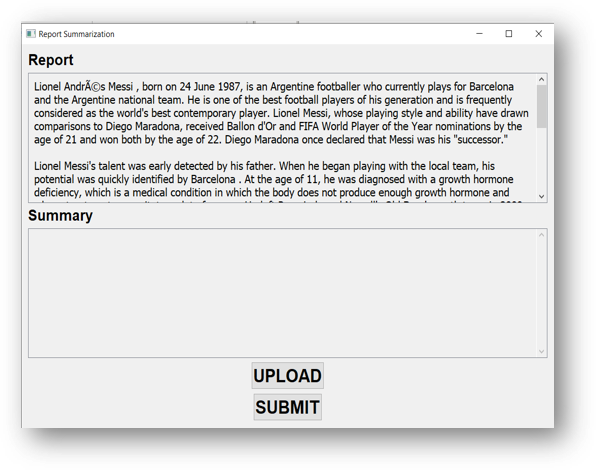 Report Summarization
Report
Lionel AndrÃ©s Messi , born on 24 June 1987, is an Argentine footballer who currently plays for Barcelona
and the Argentine national team. He is one of the best football players of his generation and is frequently
considered as the world's best contemporary player. Lionel Messi, whose playing style and ability have drawn
comparisons to Diego Maradona, received Ballon d'Or and FIFA World Player of the Year nominations by the
age of 21 and won both by the age of 22. Diego Maradona once declared that Messi was his "successor."
Lionel Messi's talent was early detected by his father. When he began playing with the local team, his
potential was quickly identified by Barcelona . At the age of 11, he was diagnosed with a growth hormone
deficiency, which is a medical condition in which the body does not produce enough growth hormone and
Summary
UPLOAD
SUBMIT